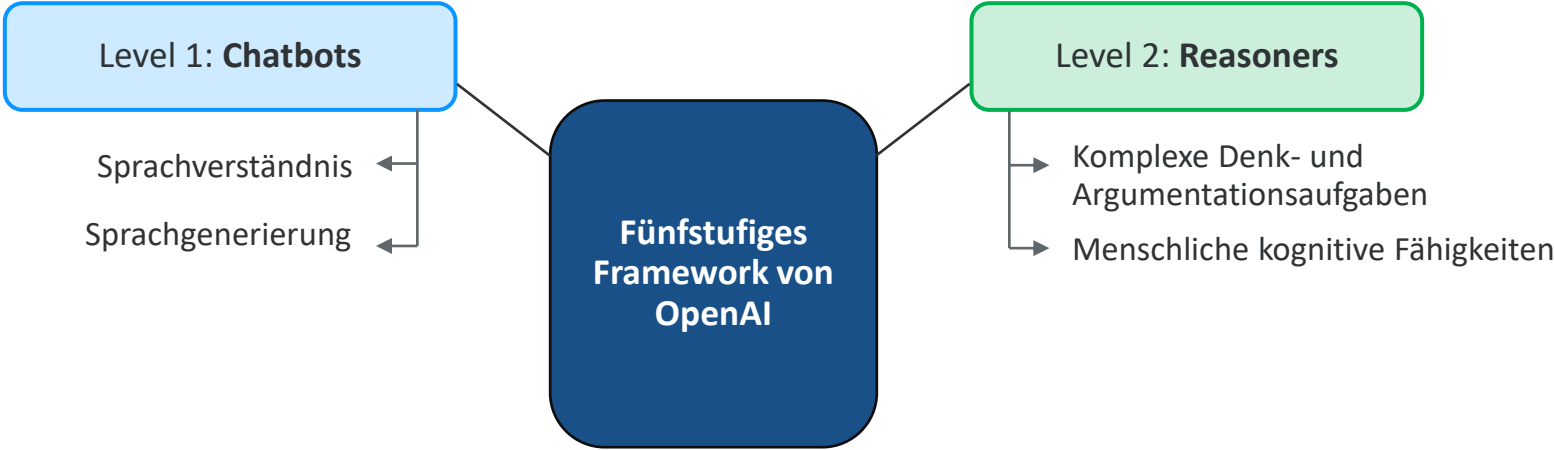 Level 1: Chatbots
Sprachverständnis
Sprachgenerierung
Fünfstufiges
Framework von
OpenAI
Level 2: Reasoners
Komplexe Denk- und
Argumentationsaufgaben
Menschliche kognitive Fähigkeiten